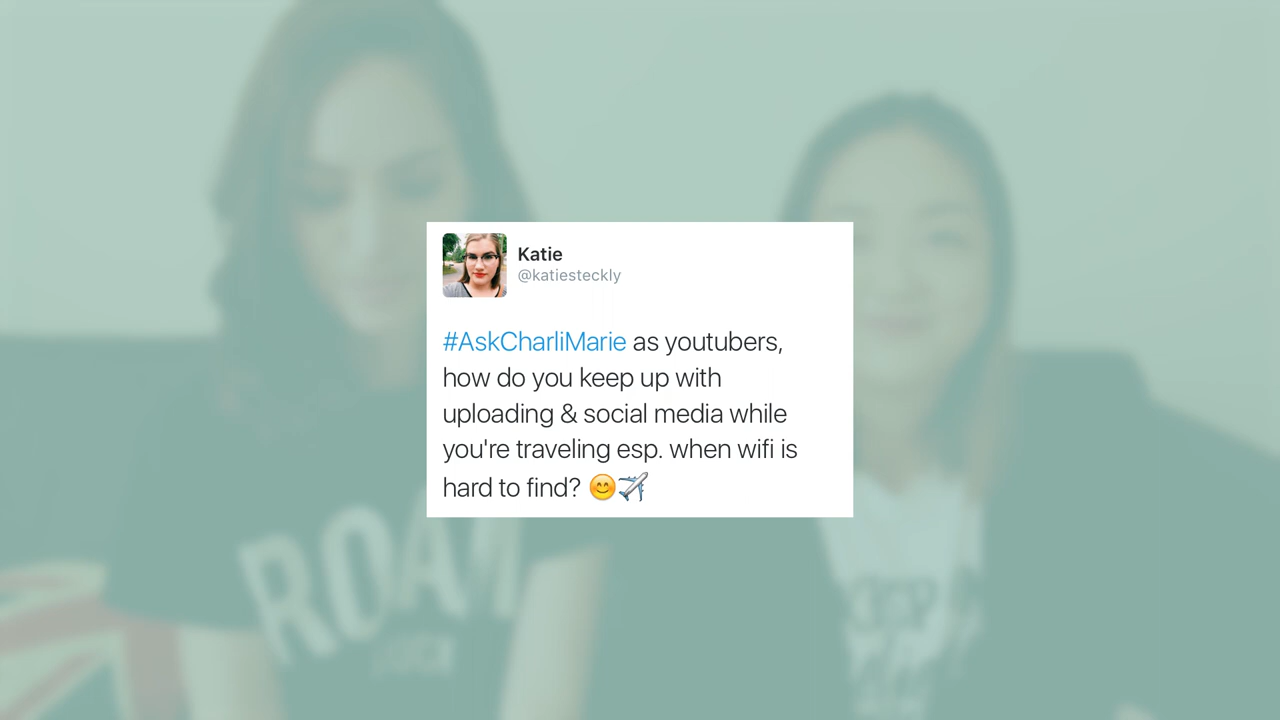 Katie
@katiesteckly
#AskCharliMarie as youtubers,
how do you keep up with
uploading & social media while
you're traveling esp. when wifi is
hard to find? 😊✈️
ROAM